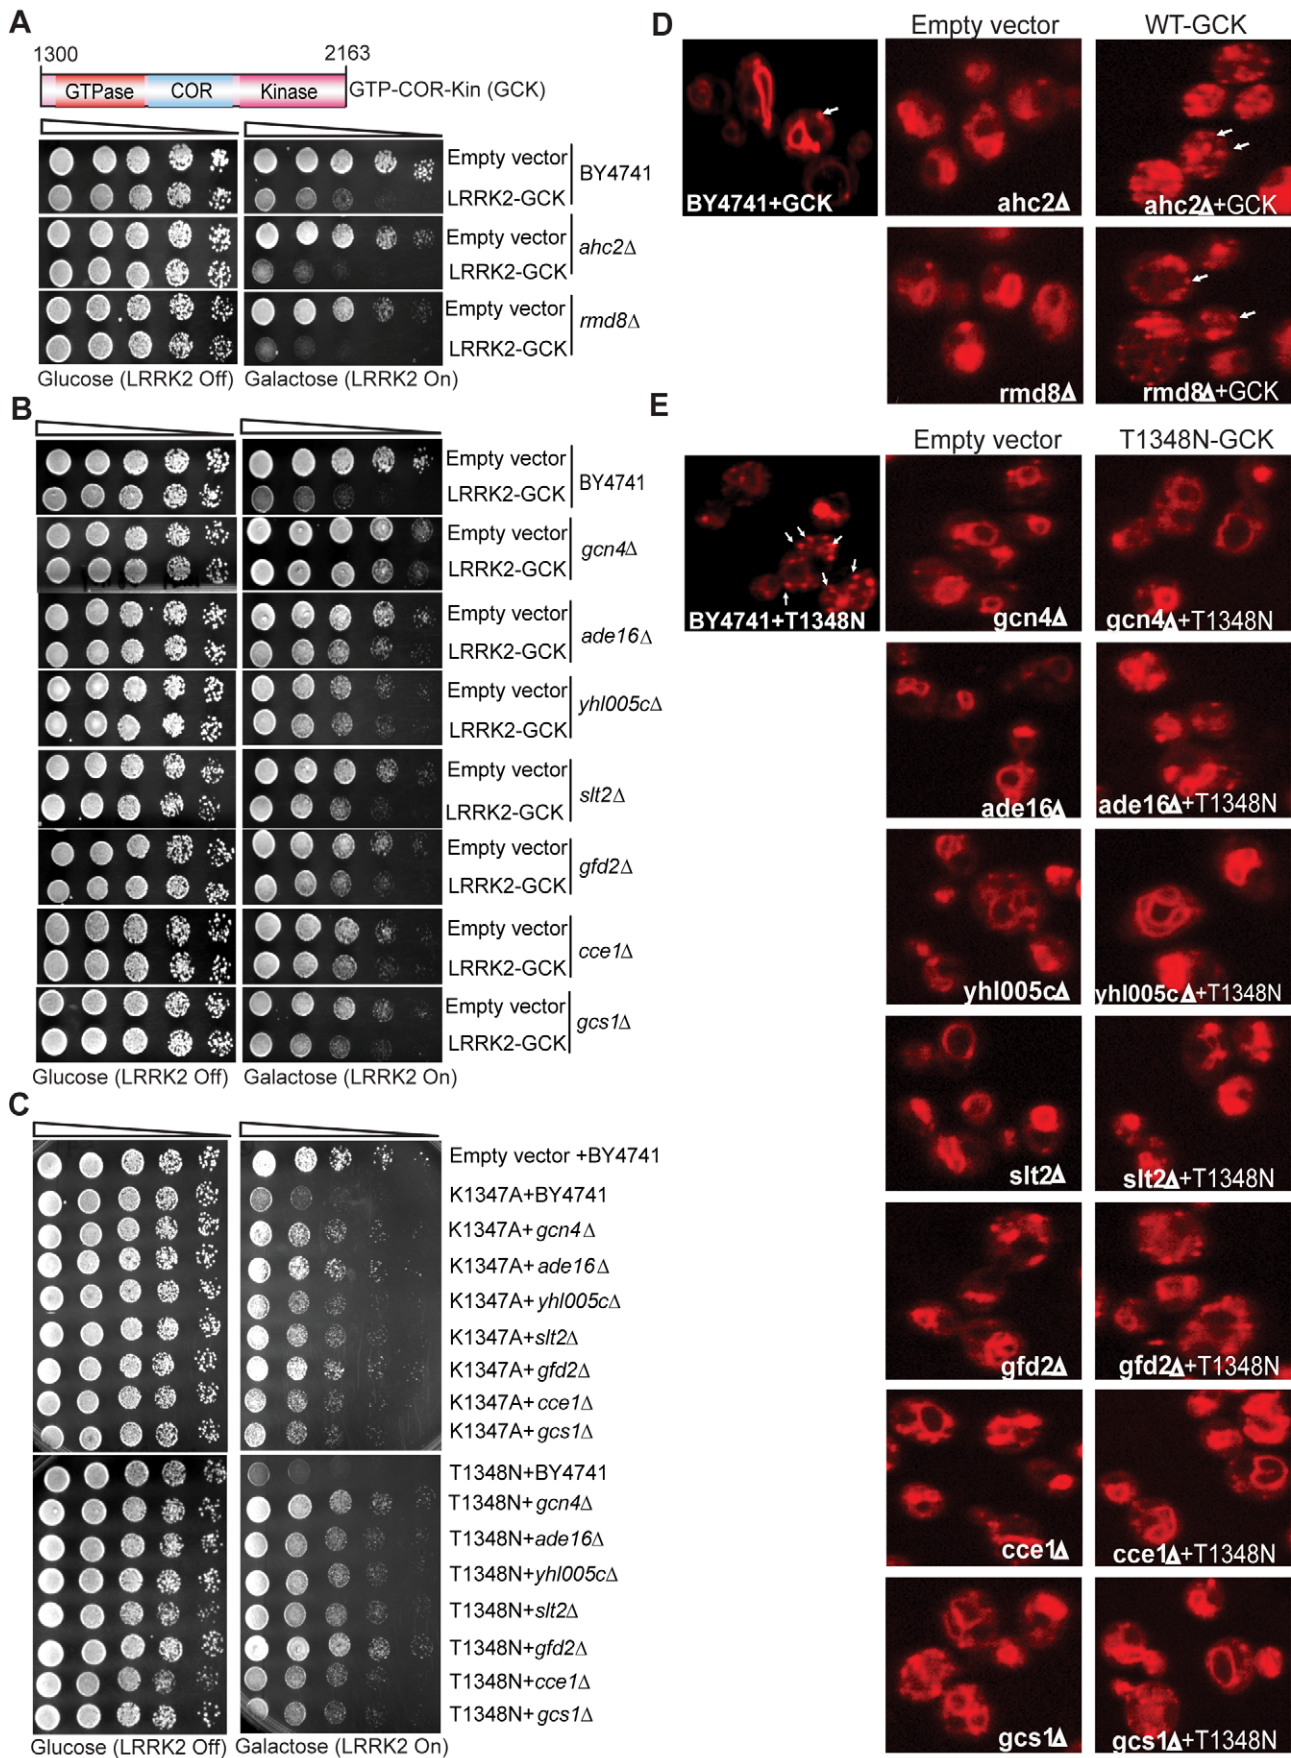 A
1300
2163
GTPase
COR
Kinase
GTP-COR-Kin (GCK)
Empty vector
LRRK2-GCK
BY4741
Empty vector
LRRK2-GCK
ahc2Δ
Empty vector
LRRK2-GCK
rmd8Δ
Glucose (LRRK2 Off)
Galactose (LRRK2 On)
B
Empty vector
LRRK2-GCK
BY4741
Empty vector
LRRK2-GCK
gcn4Δ
Empty vector
LRRK2-GCK
ade16Δ
Empty vector
LRRK2-GCK
yhl005cΔ
Empty vector
LRRK2-GCK
slt2Δ
Empty vector
LRRK2-GCK
gfd2Δ
Empty vector
LRRK2-GCK
cce1Δ
Empty vector
LRRK2-GCK
gcs1Δ
Glucose (LRRK2 Off)
Galactose (LRRK2 On)
C
Empty vector +BY4741
K1347A+BY4741
K1347A+gcn4Δ
K1347A+ade16Δ
K1347A+yhl005cΔ
K1347A+slt2Δ
K1347A+gfd2Δ
K1347A+cce1Δ
K1347A+gcs1Δ
T1348N+BY4741
T1348N+gcn4Δ
T1348N+ade16Δ
T1348N+yhl005cΔ
T1348N+slt2Δ
T1348N+gfd2Δ
T1348N+cce1Δ
T1348N+gcs1Δ
Glucose (LRRK2 Off)
Galactose (LRRK2 On)
D
Empty vector
WT-GCK
BY4741+GCK
ahc2Δ
ahc2Δ+GCK
rmd8Δ
rmd8Δ+GCK
E
Empty vector
T1348N-GCK
BY4741+T1348N
gcn4Δ
gcn4Δ+T1348N
ade16Δ
ade16Δ+T1348N
yhl005cΔ
yhl005cΔ+T1348N
slt2Δ
slt2Δ+T1348N
gfd2Δ
gfd2Δ+T1348N
cce1Δ
cce1Δ+T1348N
gcs1Δ
gcs1Δ+T1348N